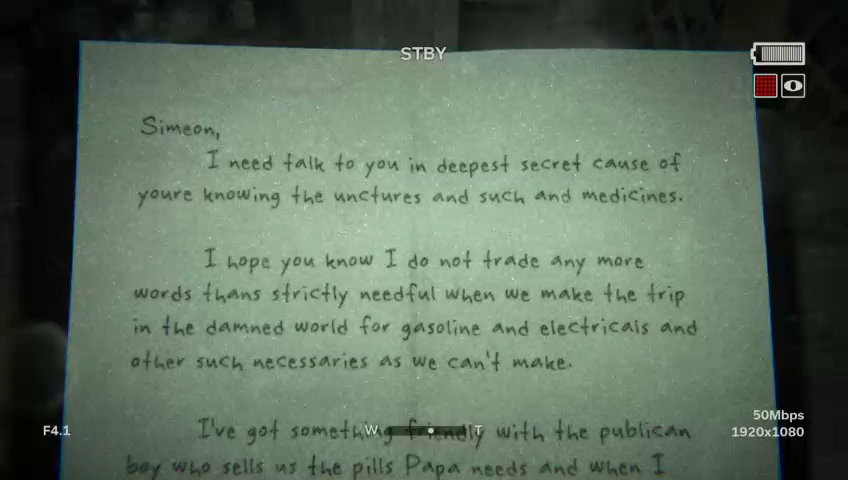 STBY
Simeon,
I need talk to you in deepest secret cause of
youre knowing the unctures and such and medicines.
I hope you know I do not trade any more
words thans strictly needful when we make the trip
in the damned world for gasoline and electricals and
other such necessaries as we can't make.
I've got something friendly with the publican
boy who sells us the pills Papa needs and when I
W T
F4.1
50Mbps
1920x1080